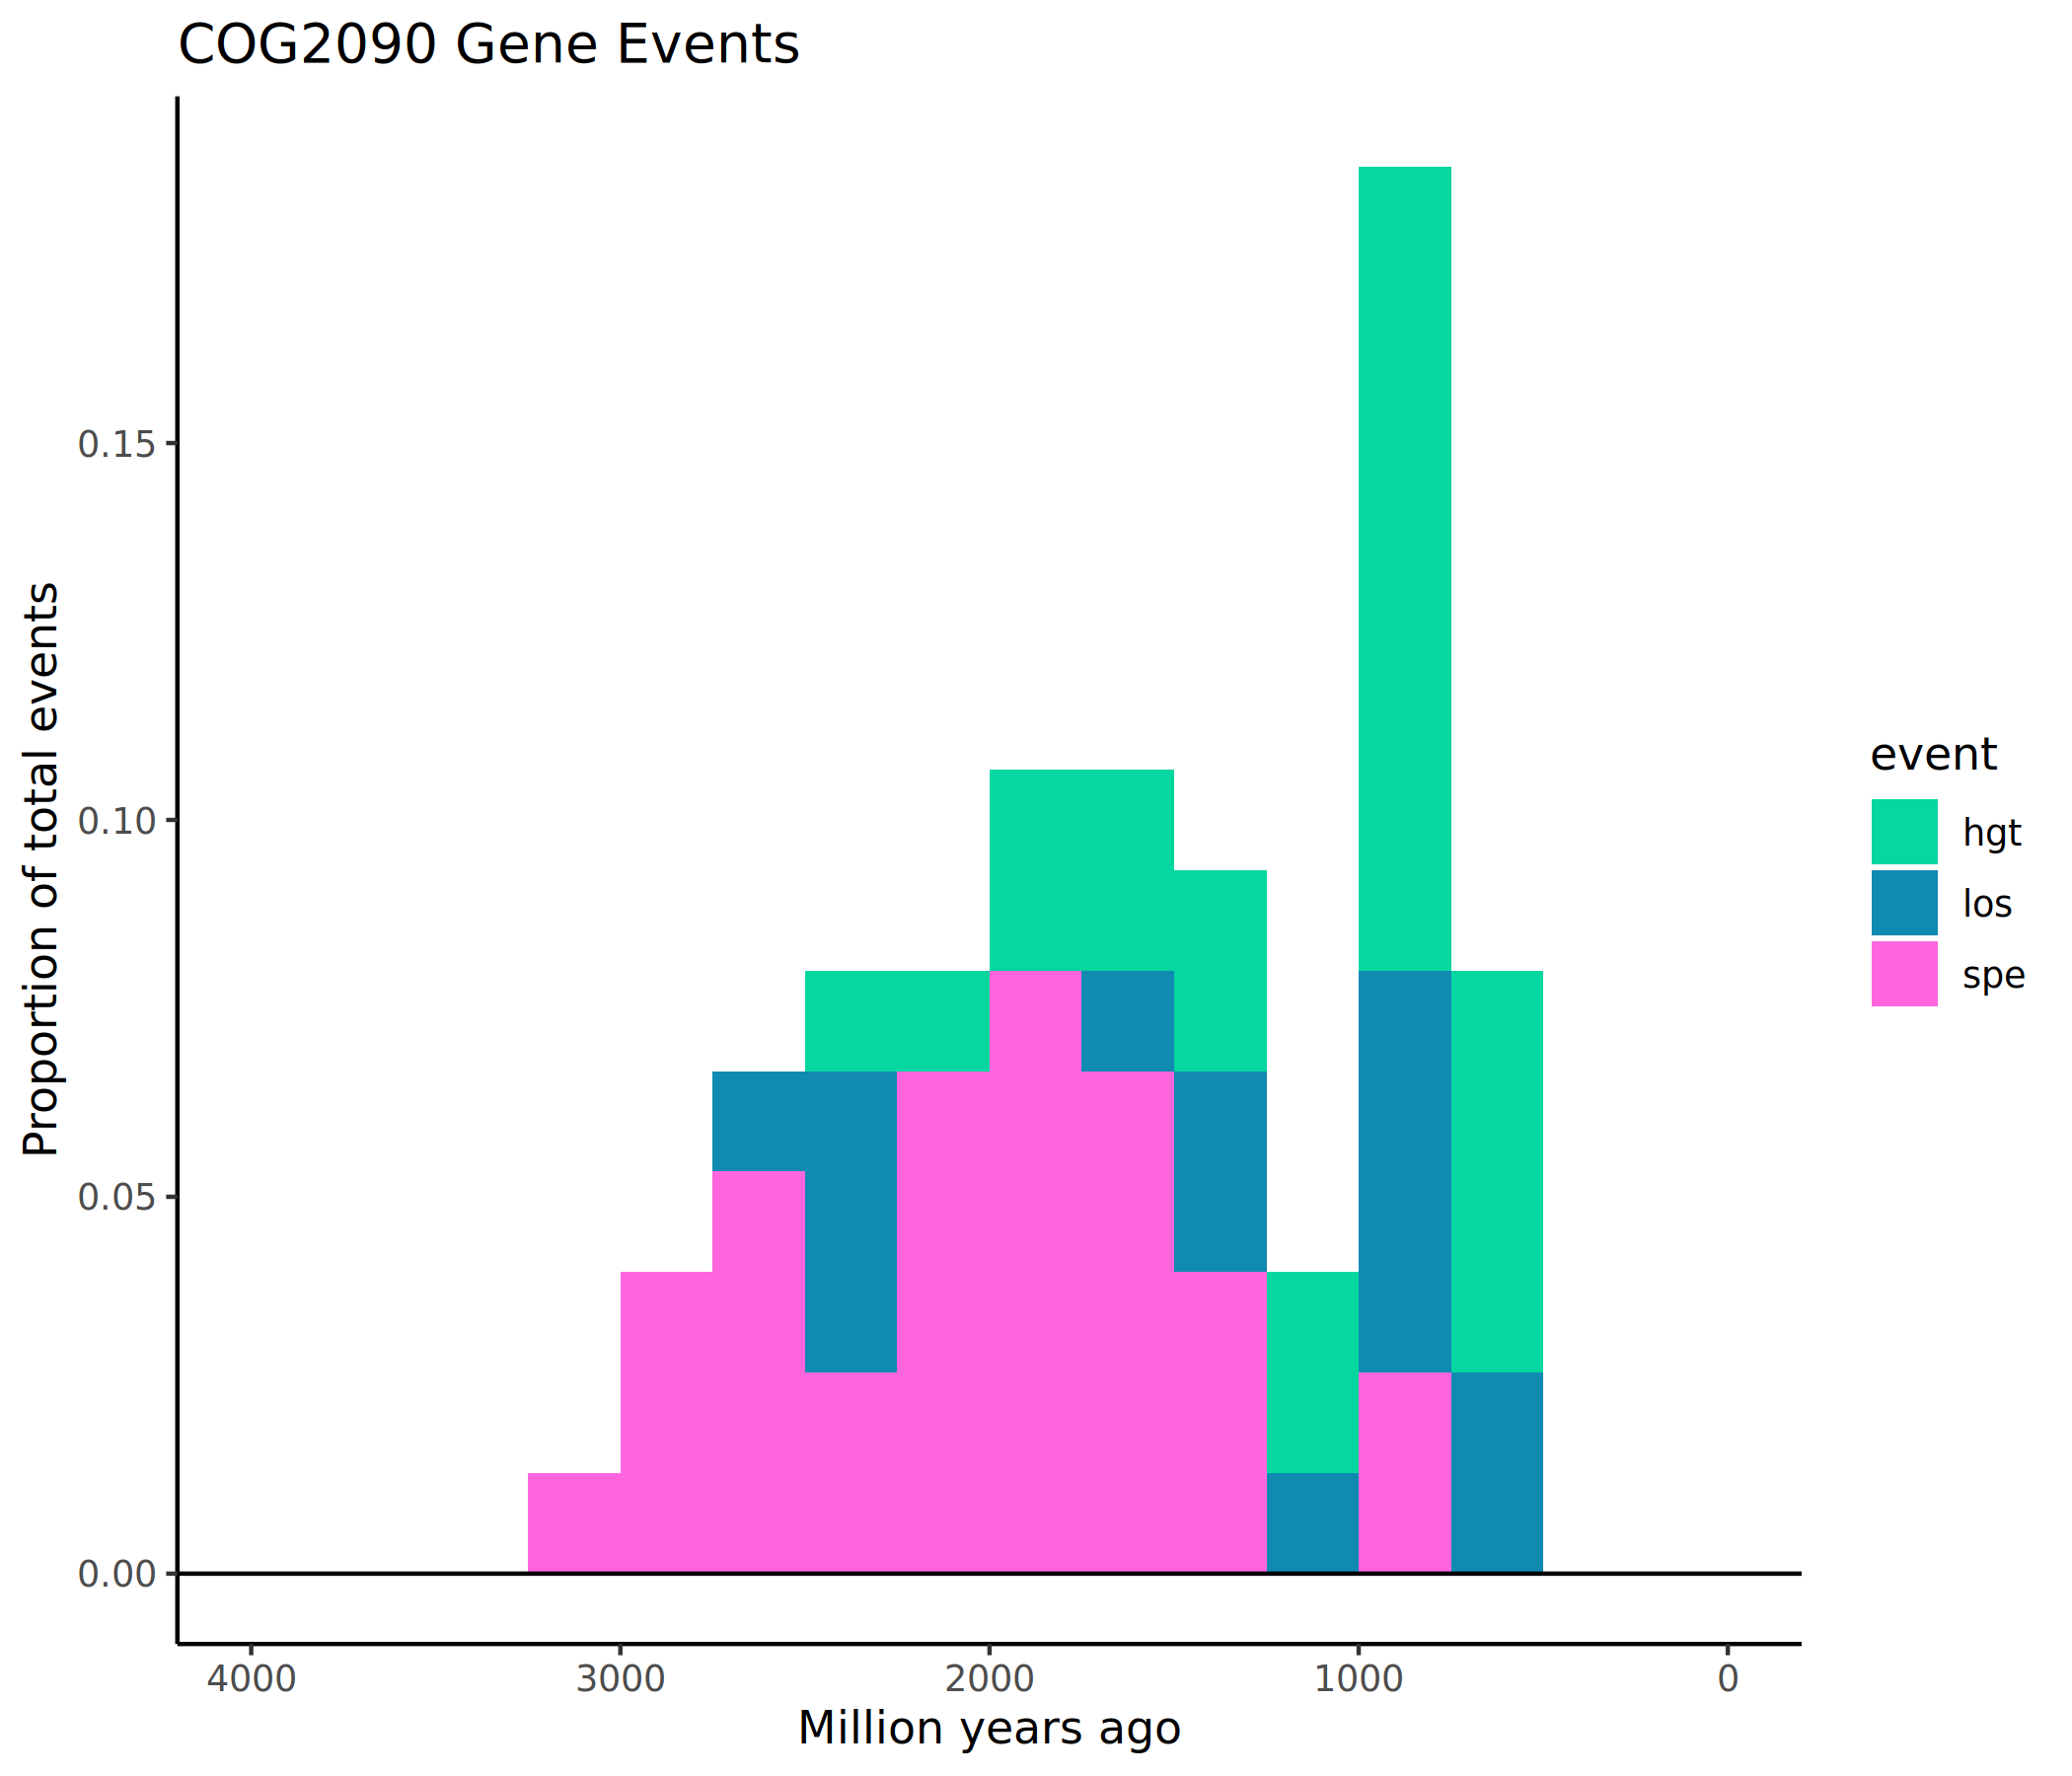 COG2090 Gene Events
Proportion of total events
0.15
0.10
0.05
0.00
4000 3000 2000 1000 0
Million years ago
event
hgt
los
spe